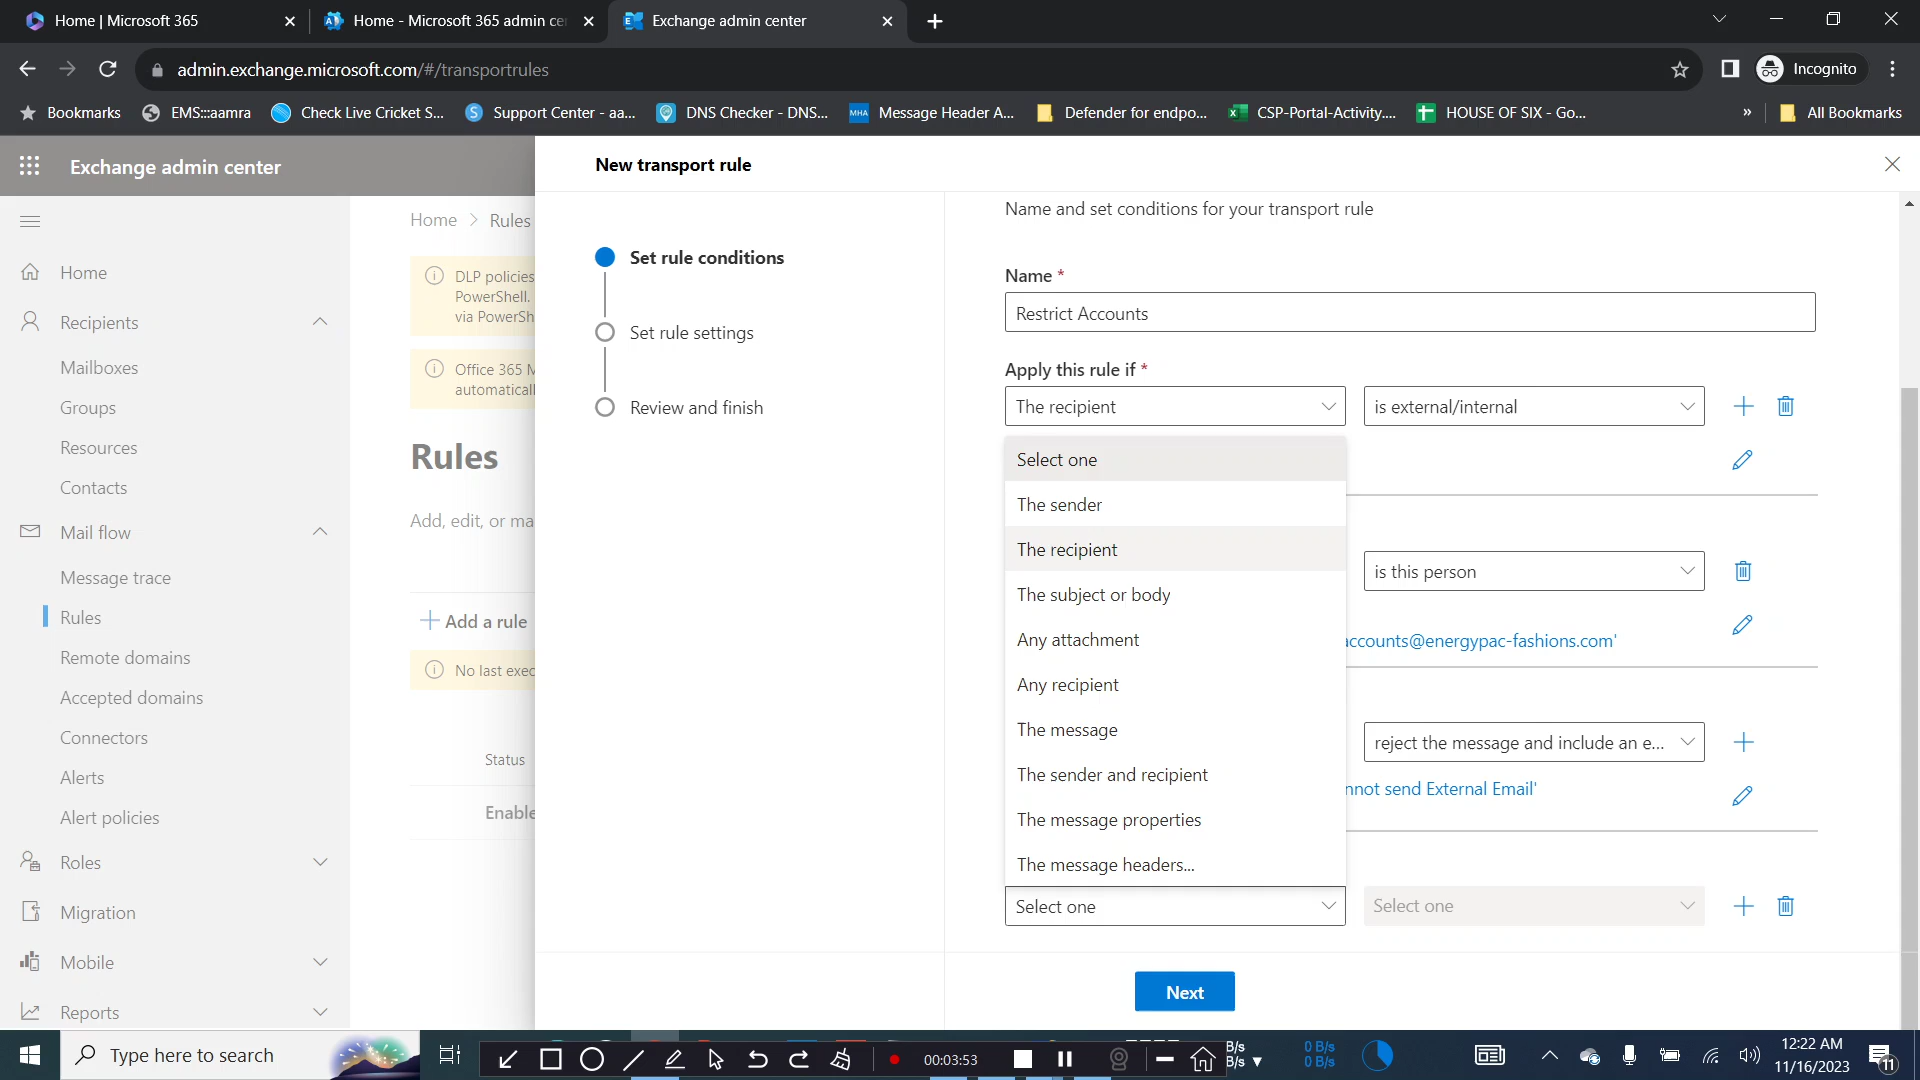 Home | Microsoft 365
Home - Microsoft 365 admin ce
Exchange admin center
admin.exchange.microsoft.com/#/transportrules
Incognito
Bookmarks
EMS:::aamra
Check Live Cricket S...
Support Center - aa...
DNS Checker - DNS...
MHA
Message Header A...
Defender for endpo...
CSP-Portal-Activity....
HOUSE OF SIX - Go...
»
All Bookmarks
Exchange admin center
New transport rule
Home > Rules
Home
Recipients
Mailboxes
Groups
Resources
Contacts
Mail flow
Message trace
Rules
Remote domains
Accepted domains
Connectors
Alerts
Alert policies
Roles
Migration
Mobile
Reports
DLP policies
PowerShell.
via PowerSh
Office 365 M
automatical
Rules
Add, edit, or ma
Add a rule
No last exec
Status
Enable
Set rule conditions
Set rule settings
Review and finish
Name and set conditions for your transport rule
Name *
Restrict Accounts
Apply this rule if *
The recipient
is external/internal
Select one
The sender
The recipient
The subject or body
Any attachment
Any recipient
The message
The sender and recipient
The message properties
The message headers...
is this person
accounts@energypac-fashions.com'
reject the message and include an e...
nnot send External Email'
Select one
Select one
Next
Type here to search
00:03:53
B/s
B/s
0 B/s
0 B/s
12:22 AM
11/16/2023
11